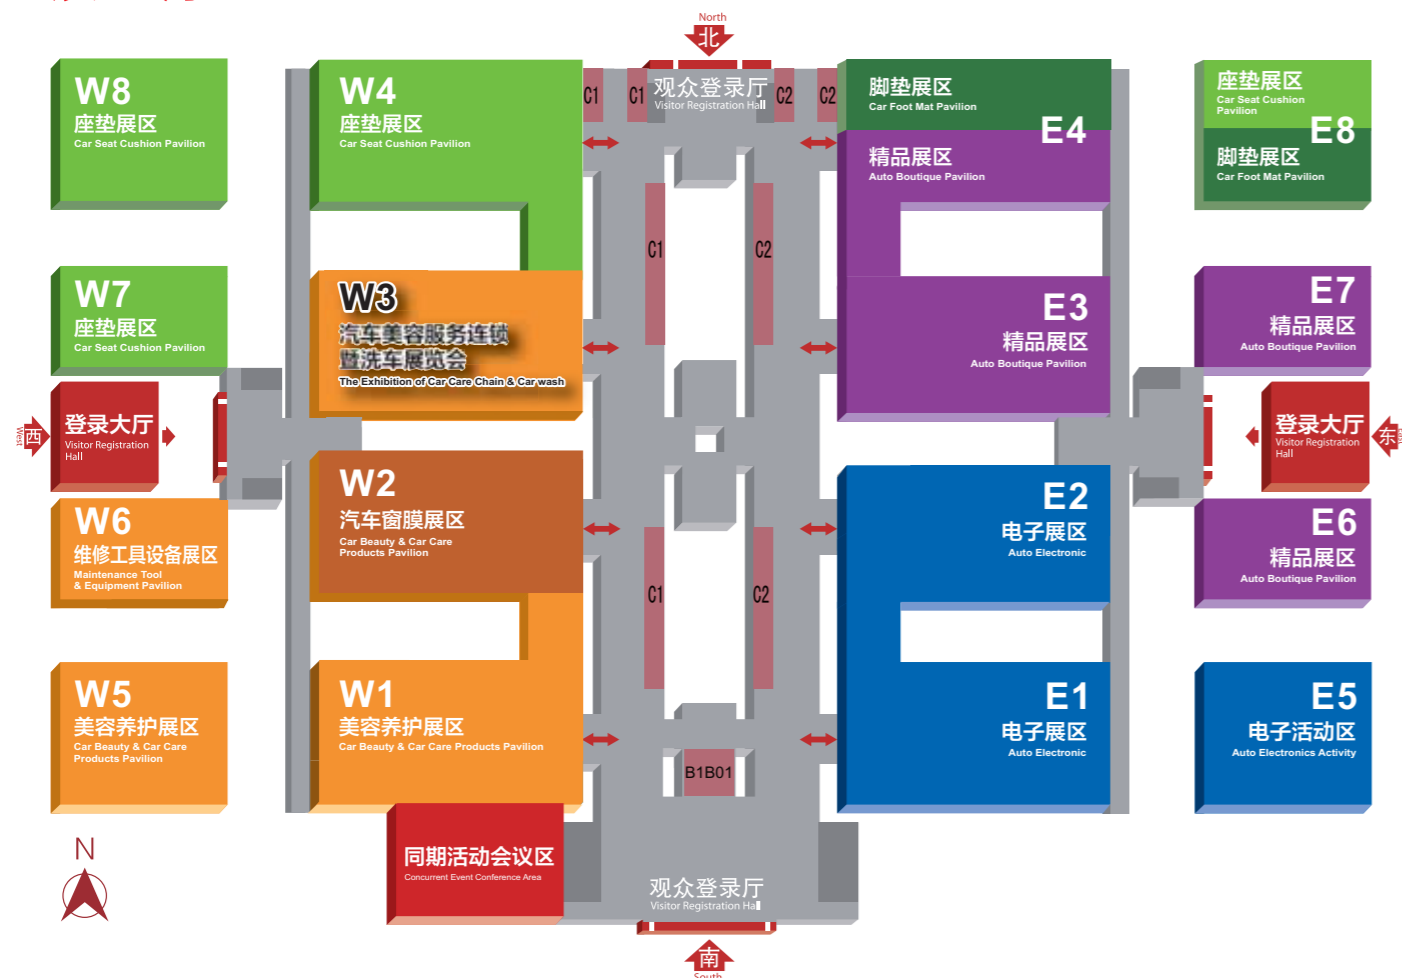 North
北
W8
座垫展区
Car Seat Cushion Pavilion
W4
座垫展区
Car Seat Cushion Pavilion
C1
C1
观众登录厅
Visitor Registration Hall
C2
C2
脚垫展区
Car Foot Mat Pavilion
E4
精品展区
Auto Boutique Pavilion
座垫展区
Car Seat Cushion
Pavilion
E8
脚垫展区
Car Foot Mat Pavilion
C1
C2
W7
座垫展区
Car Seat Cushion Pavilion
W3
汽车美容服务连锁
暨洗车展览会
The Exhibition of Car Care Chain & Car wash
E3
精品展区
Auto Boutique Pavilion
E7
精品展区
Auto Boutique Pavilion
West
西
登录大厅
Visitor Registration
Hall
登录大厅
Visitor Registration
Hall
东
East
W2
汽车窗膜展区
Car Beauty & Car Care
Products Pavilion
E2
电子展区
Auto Electronic
W6
维修工具设备展区
Maintenance Tool
& Equipment Pavilion
E6
精品展区
Auto Boutique Pavilion
C1
C2
W5
美容养护展区
Car Beauty & Car Care
Products Pavilion
W1
美容养护展区
Car Beauty & Car Care Products Pavilion
E1
电子展区
Auto Electronic
E5
电子活动区
Auto Electronics Activity
B1B01
N
同期活动会议区
Concurrent Event Conference Area
观众登录厅
Visitor Registration Hall
南
South